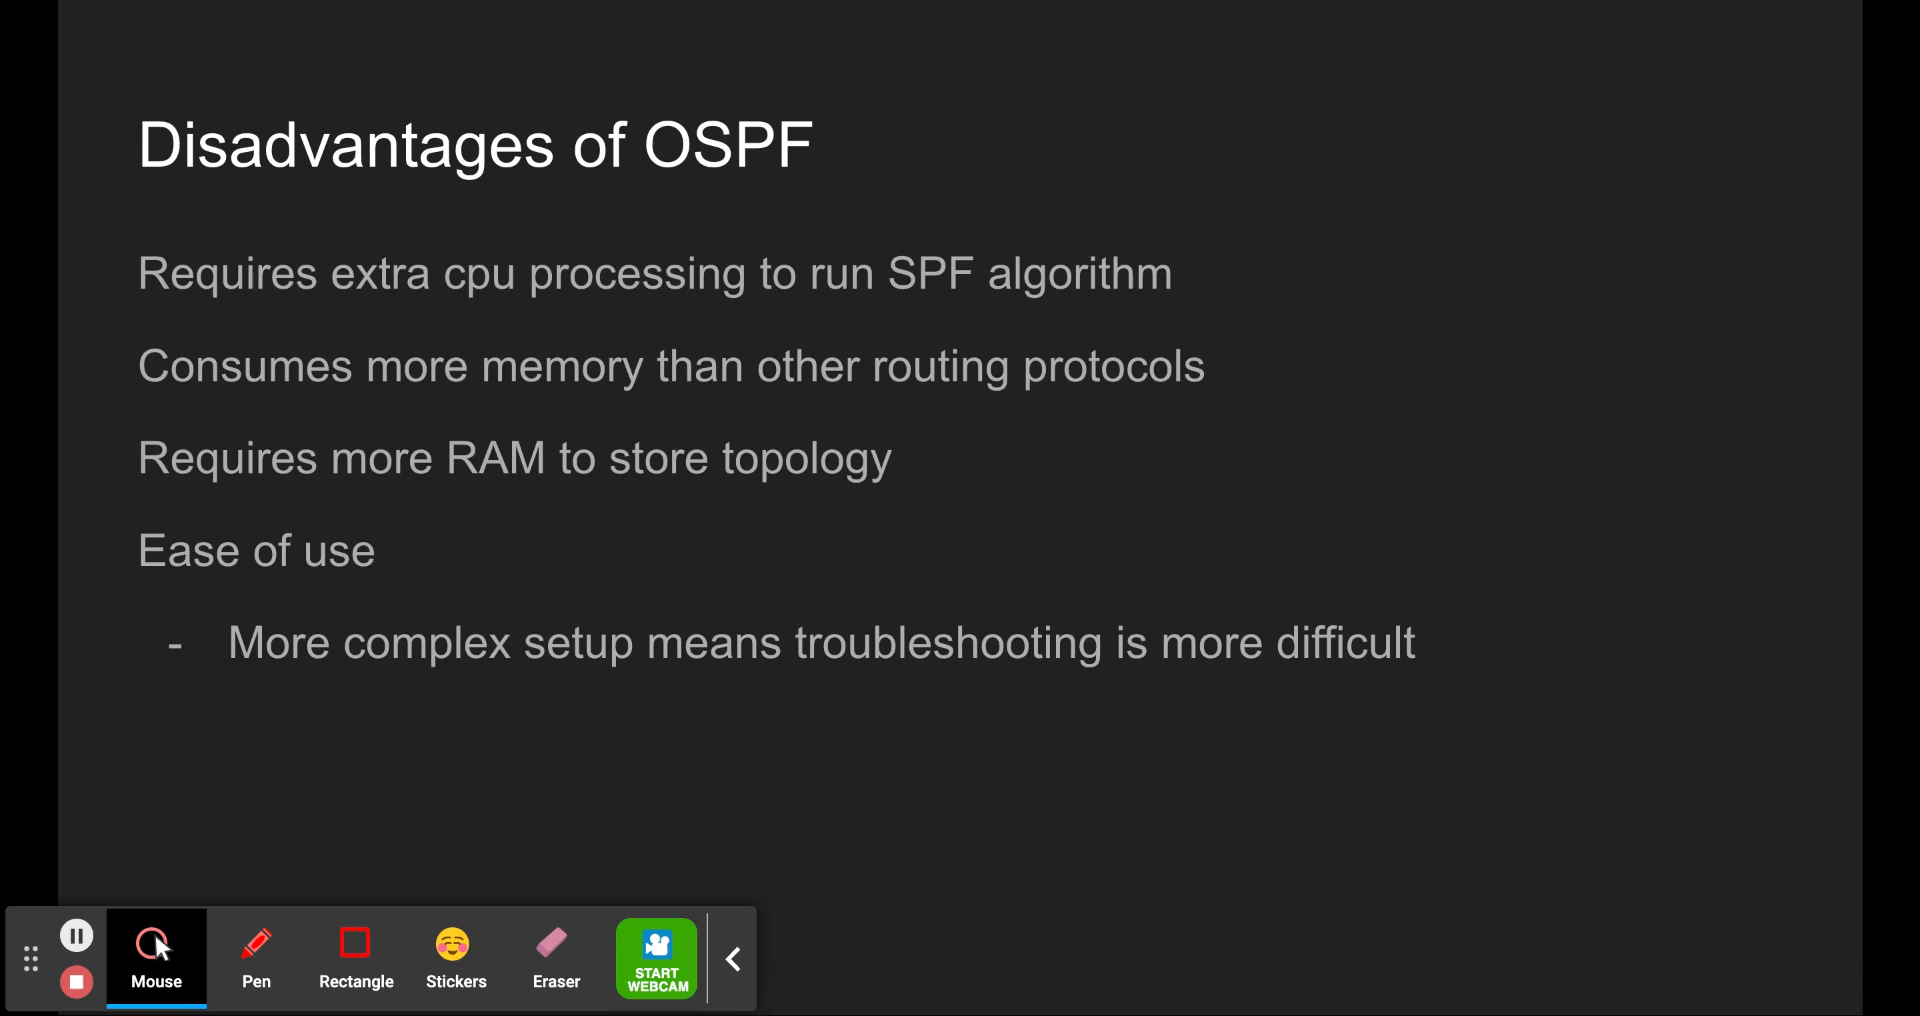 Disadvantages of OSPF
Requires extra cpu processing to run SPF algorithm
Consumes more memory than other routing protocols
Requires more RAM to store topology
Ease of use
- More complex setup means troubleshooting is more difficult
Mouse
Pen
Rectangle
Stickers
Eraser
START
WEBCAM